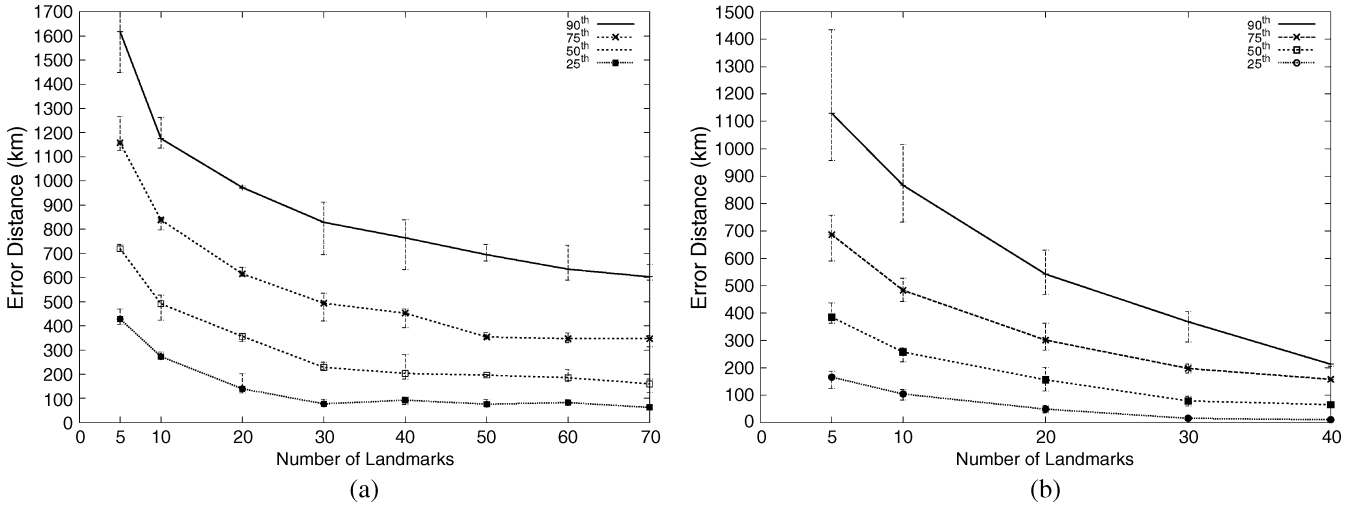 1700
1600
1500
1400
1300
1200
1100
1000
900
800
700
600
500
400
300
200
100
0
Error Distance (km)
90th
75th
50th
25th
0 5 10 20 30 40 50 60 70
Number of Landmarks
(a)
1500
1400
1300
1200
1100
1000
900
800
700
600
500
400
300
200
100
0
Error Distance (km)
90th
75th
50th
25th
0 5 10 20 30 40
Number of Landmarks
(b)